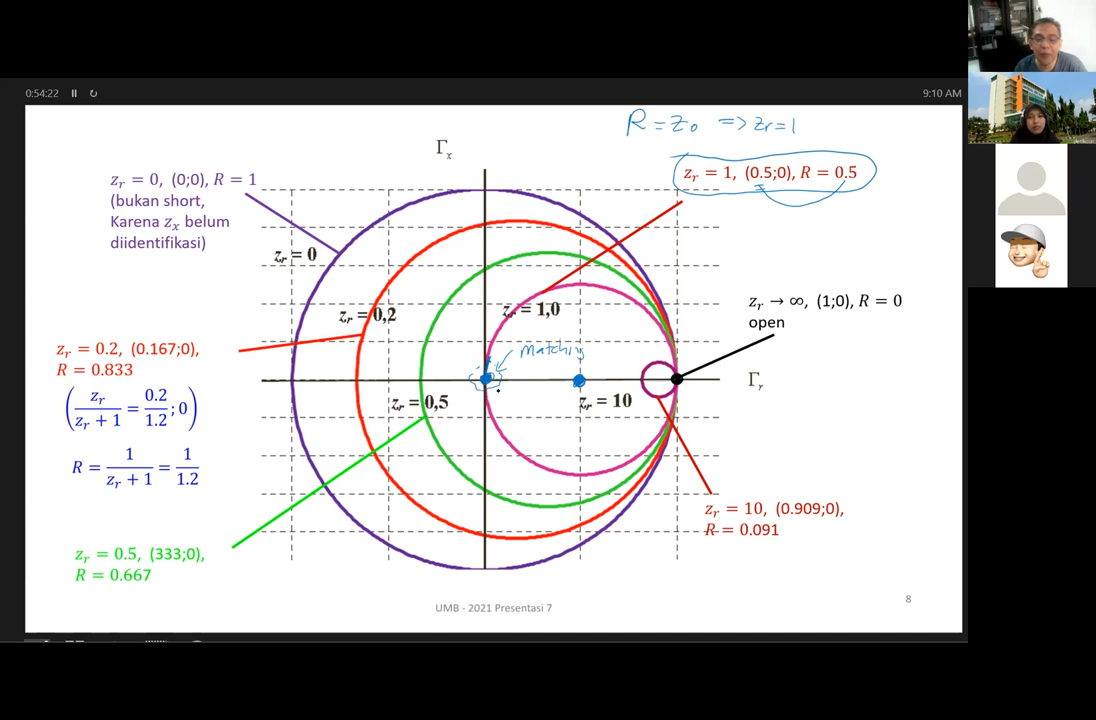 0:54:22
9:10 AM
R = Z0 => Zr = 1
Γx
zr = 0, (0;0), R = 1
(bukan short,
Karena zx belum
diidentifikasi)
zr = 1, (0.5;0), R = 0.5
zr = 0
zr = 0,2
zr = 1,0
zr → ∞, (1;0), R = 0
open
zr = 0.2, (0.167;0),
R = 0.833
(zr/(zr + 1) = 0.2/1.2; 0)
R = 1/(zr + 1) = 1/1.2
Γr
zr = 0,5
zr = 10
zr = 10, (0.909;0),
R = 0.091
zr = 0.5, (333;0),
R = 0.667
UMB - 2021 Presentasi 7
8